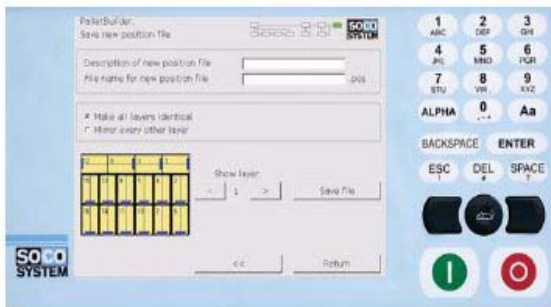 PalletBuilder:
Save new position file
SOCO
SYSTEM
Description of new position file
File name for new position file
.pos
Make all layers identical
Mirror every other layer
Show layer:
<
1
>
Save file
<<
Return
SOCO
SYSTEM
1
ABC
2
DEF
3
GHI
4
JKL
5
MNO
6
PQR
7
STU
8
VW
9
XYZ
ALPHA
0
Aa
BACKSPACE
ENTER
ESC
DEL
SPACE